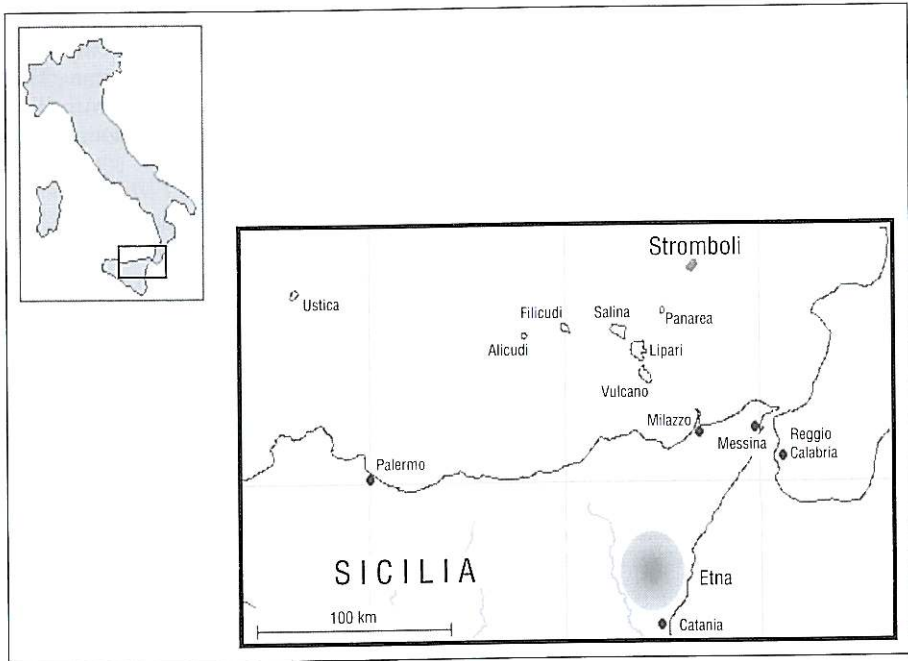 Stromboli
Ustica
Filicudi
Salina
Panarea
Alicudi
Lipari
Vulcano
Milazzo
Messina
Reggio
Calabria
Palermo
SICILIA
Etna
100 km
Catania